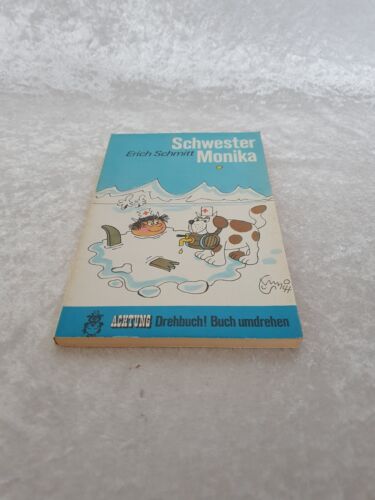 Schwester
Erich Schmitt Monika
ACHTUNG Drehbuch! Buch umdrehen